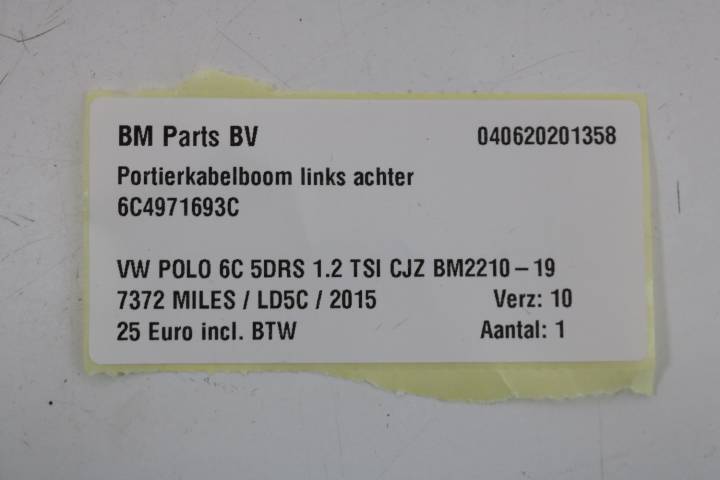 BM Parts BV 040620201358
Portierkabelboom links achter
6C4971693C
VW POLO 6C 5DRS 1.2 TSI CJZ BM2210-19
7372 MILES / LD5C / 2015 Verz: 10
25 Euro incl. BTW Aantal: 1